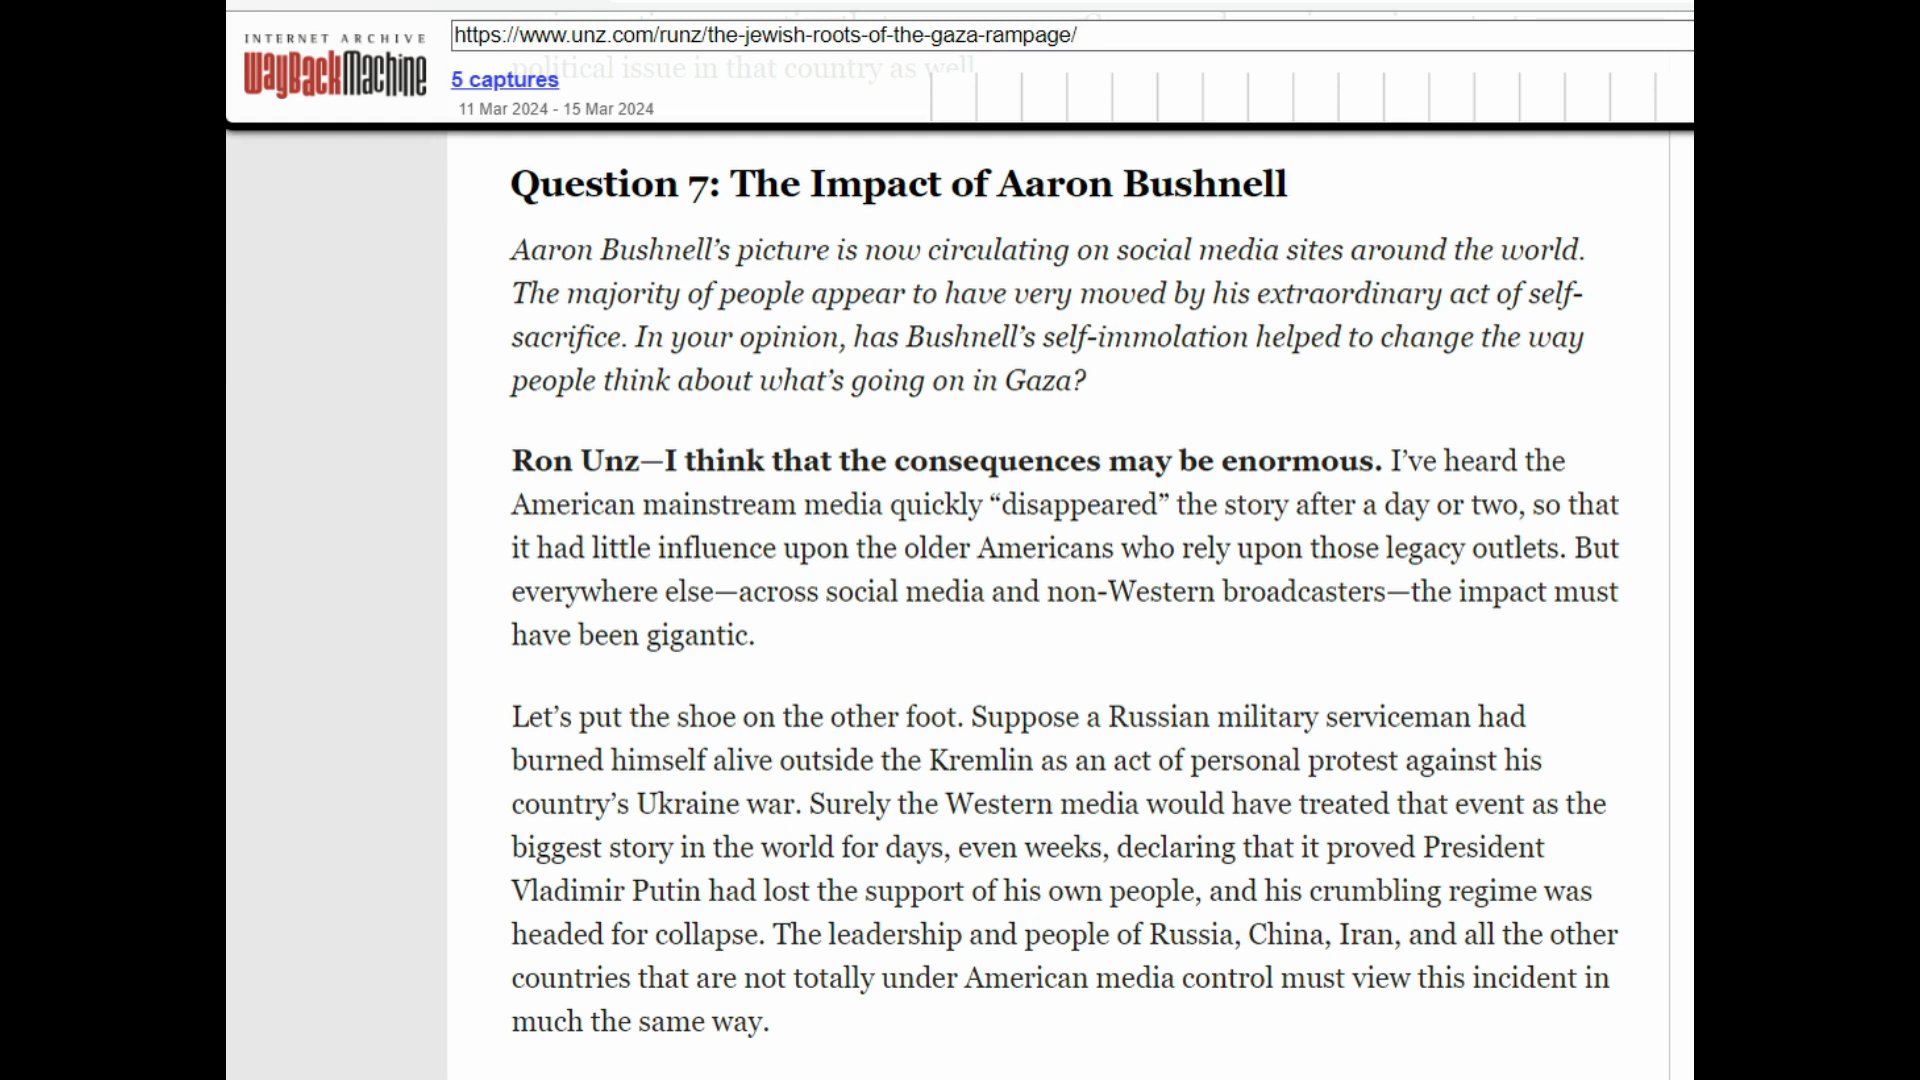 INTERNET ARCHIVE
WayBackMachine
https://www.unz.com/runz/the-jewish-roots-of-the-gaza-rampage/
political issue in that country as well
5 captures
11 Mar 2024 - 15 Mar 2024
Question 7: The Impact of Aaron Bushnell
Aaron Bushnell’s picture is now circulating on social media sites around the world.
The majority of people appear to have very moved by his extraordinary act of self-
sacrifice. In your opinion, has Bushnell’s self-immolation helped to change the way
people think about what’s going on in Gaza?
Ron Unz—I think that the consequences may be enormous. I’ve heard the
American mainstream media quickly “disappeared” the story after a day or two, so that
it had little influence upon the older Americans who rely upon those legacy outlets. But
everywhere else—across social media and non-Western broadcasters—the impact must
have been gigantic.
Let’s put the shoe on the other foot. Suppose a Russian military serviceman had
burned himself alive outside the Kremlin as an act of personal protest against his
country’s Ukraine war. Surely the Western media would have treated that event as the
biggest story in the world for days, even weeks, declaring that it proved President
Vladimir Putin had lost the support of his own people, and his crumbling regime was
headed for collapse. The leadership and people of Russia, China, Iran, and all the other
countries that are not totally under American media control must view this incident in
much the same way.